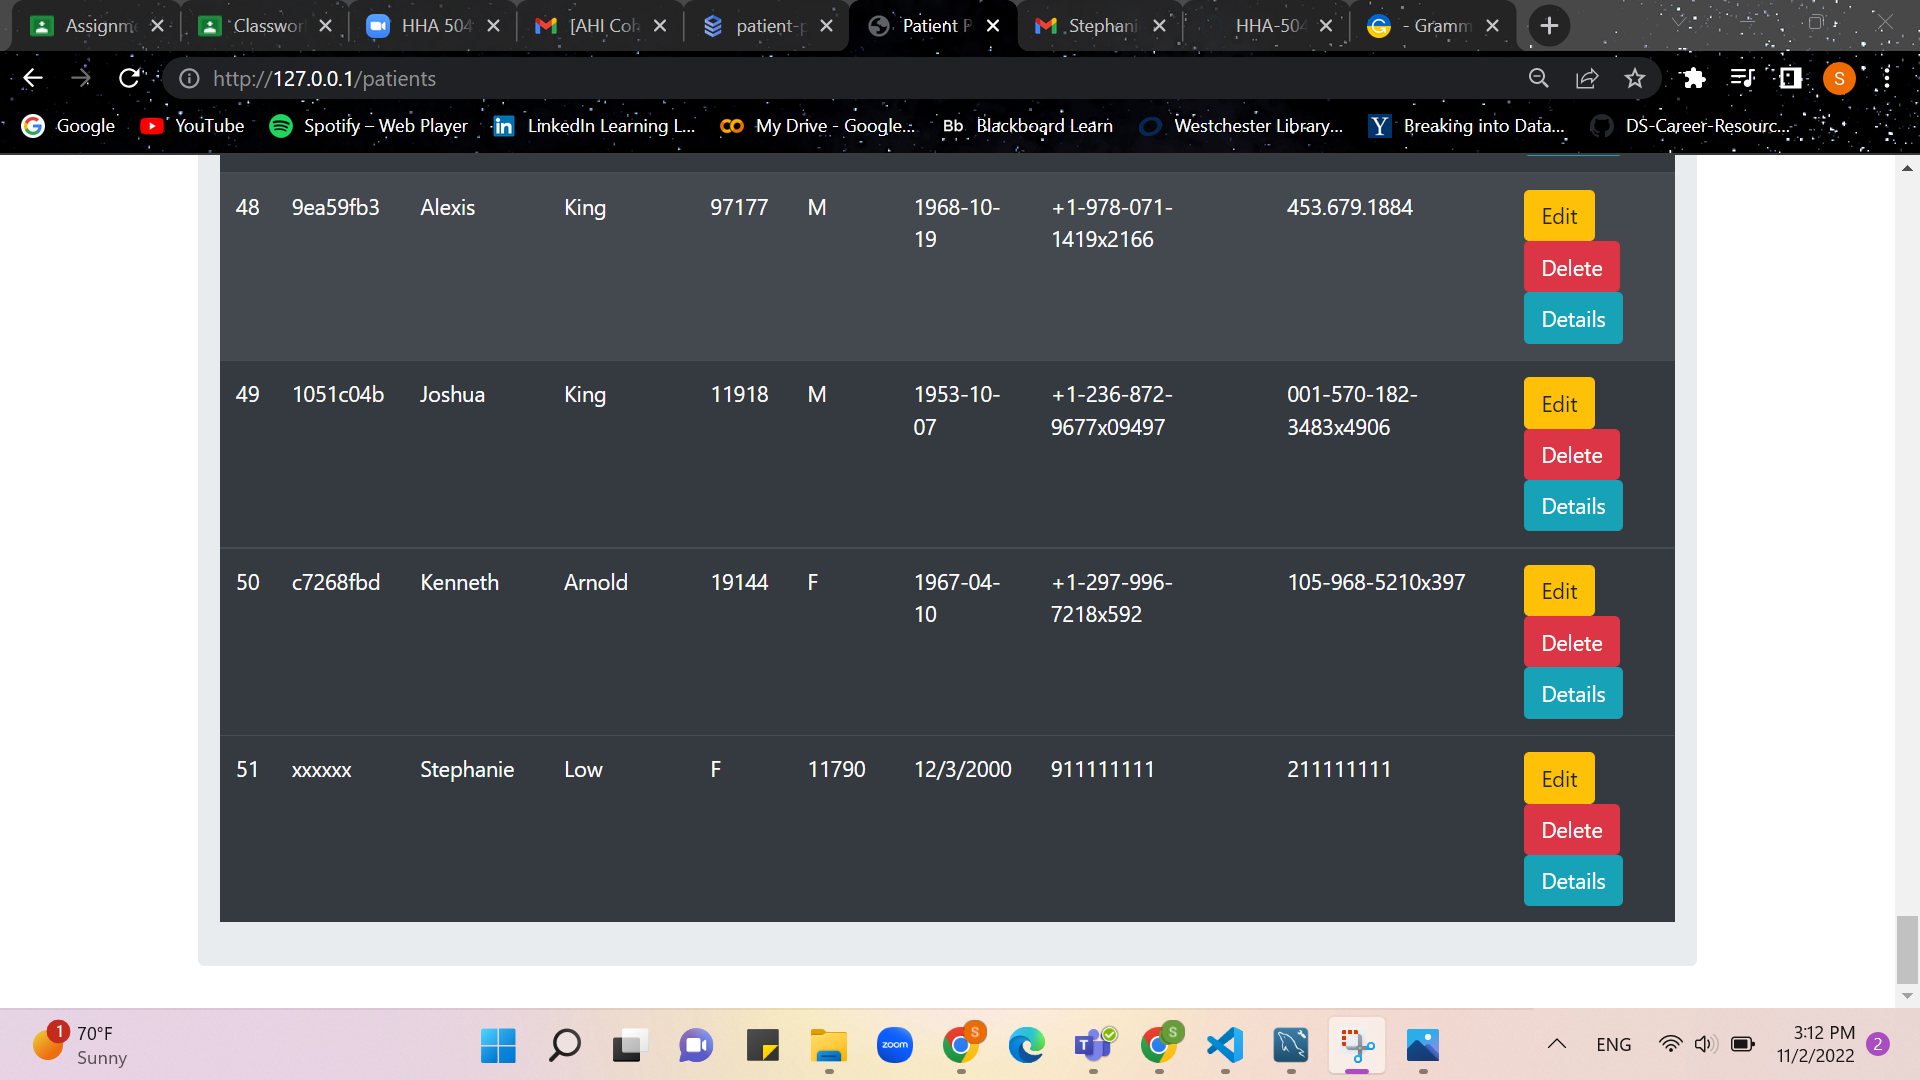 Assignm
Classwor
HHA 504
[AHI Coh
patient-p
Patient P
Stephani
HHA-504
- Gramm
http://127.0.0.1/patients
S
Google
YouTube
Spotify – Web Player
LinkedIn Learning L...
My Drive - Google...
Bb Blackboard Learn
Westchester Library...
Y Breaking into Data...
DS-Career-Resourc...
48 9ea59fb3 Alexis King 97177 M 1968-10- +1-978-071- 453.679.1884 Edit
19 1419x2166
Delete
Details
49 1051c04b Joshua King 11918 M 1953-10- +1-236-872- 001-570-182- Edit
07 9677x09497 3483x4906
Delete
Details
50 c7268fbd Kenneth Arnold 19144 F 1967-04- +1-297-996- 105-968-5210x397 Edit
10 7218x592
Delete
Details
51 xxxxxx Stephanie Low F 11790 12/3/2000 911111111 211111111 Edit
Delete
Details
1
70°F
Sunny
zoom
S
S
ENG
3:12 PM
11/2/2022
2